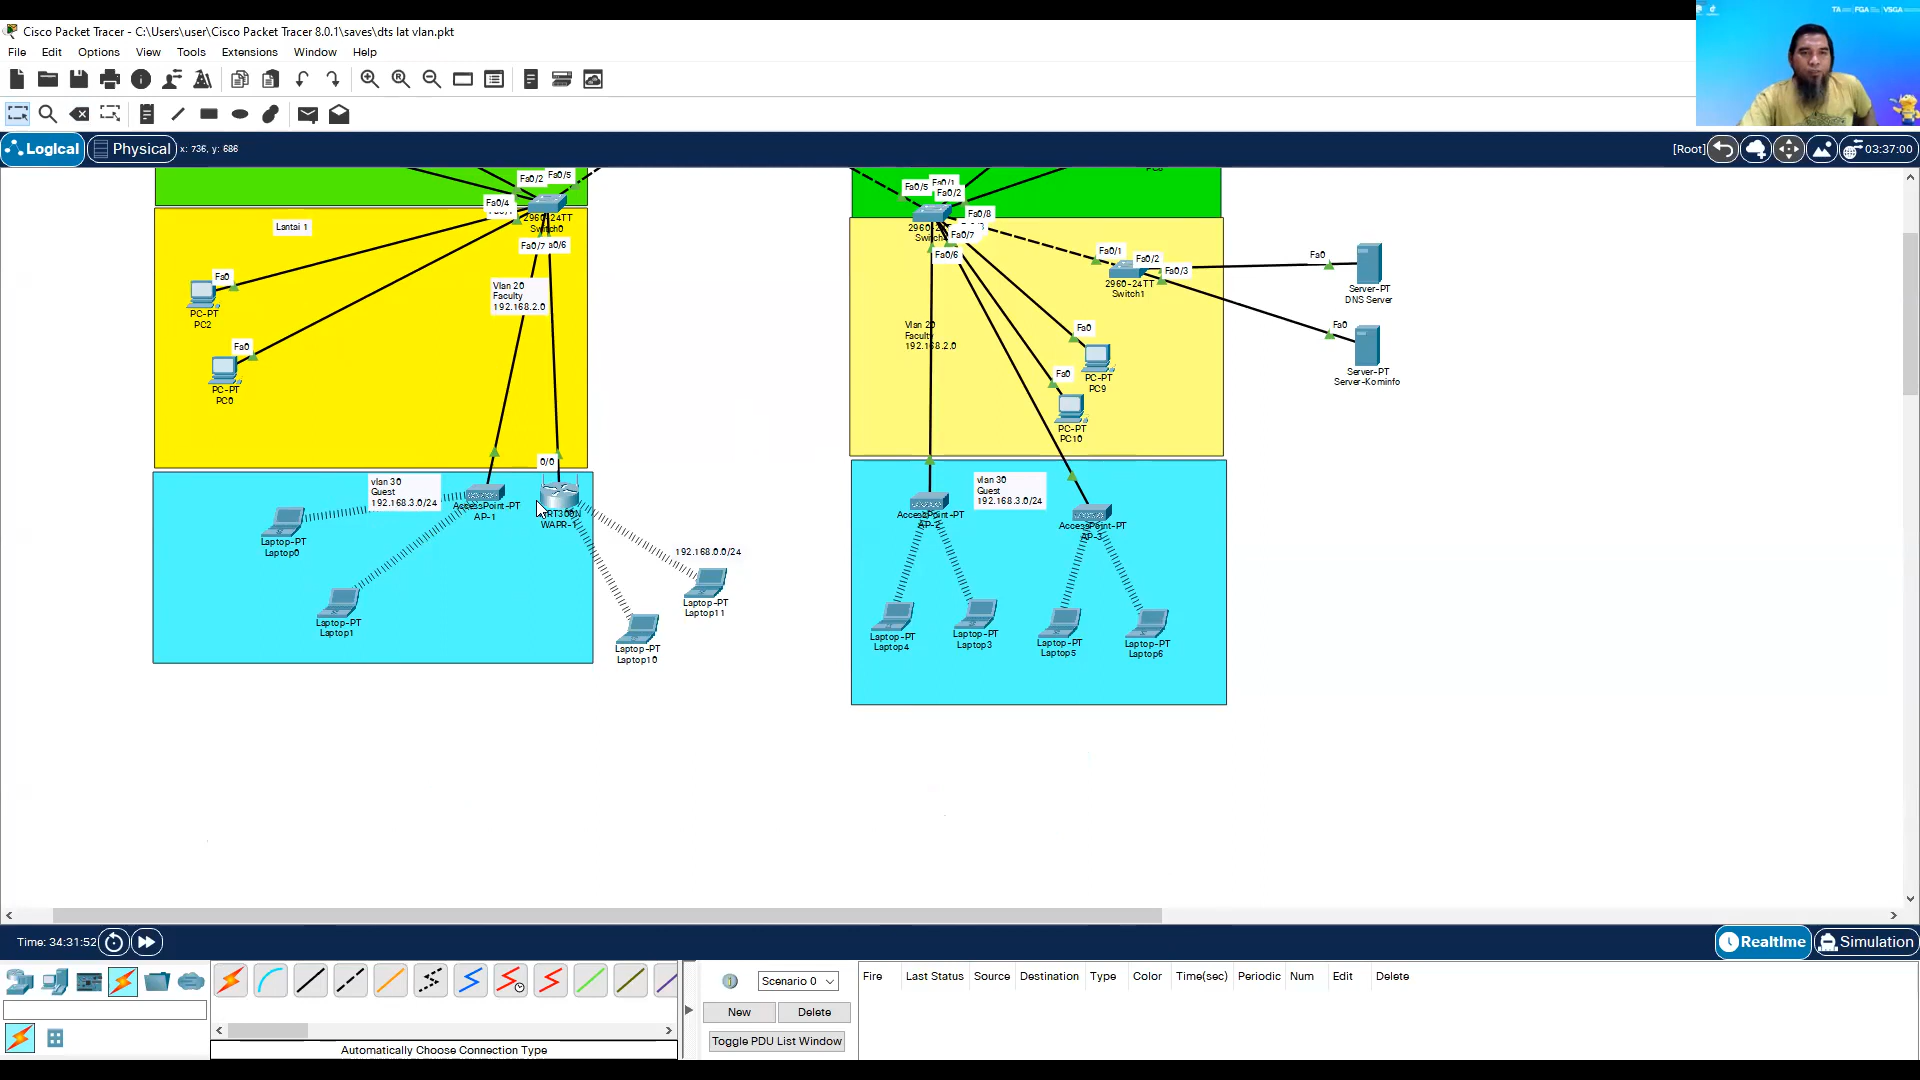 Cisco Packet Tracer - C:\Users\user\Cisco Packet Tracer 8.0.1\saves\dts lat vlan.pkt
File Edit Options View Tools Extensions Window Help
TA FGA VSGA
Logical Physical x: 736, y: 686
[Root] 03:37:00
Fa0/2 Fa0/5
Fa0/4
2960-24TT
Switch0
Fa0/7
Lantai 1
Fa0
PC-PT
PC2
Fa0
PC-PT
PC0
Vlan 20
Faculty
192.168.2.0
0/0
vlan 30
Guest
192.168.3.0/24
AccessPoint-PT
AP-1
WAPR-1
Laptop-PT
Laptop0
Laptop-PT
Laptop1
192.168.0.0/24
Laptop-PT
Laptop11
Laptop-PT
Laptop10
Fa0/5 Fa0/1
Fa0/2
Fa0/8
Fa0/7
Fa0/6
Fa0/1
Fa0/2
Fa0/3
2960-24TT
Switch1
Fa0
Server-PT
DNS Server
Fa0
Server-PT
Server-Kominfo
Vlan 20
Faculty
192.168.2.0
Fa0
PC-PT
PC9
Fa0
PC-PT
PC10
vlan 30
Guest
192.168.3.0/24
AccessPoint-PT
AP-2
AccessPoint-PT
AP-3
Laptop-PT
Laptop4
Laptop-PT
Laptop3
Laptop-PT
Laptop5
Laptop-PT
Laptop6
Time: 34:31:52
Realtime Simulation
Scenario 0
New Delete
Toggle PDU List Window
Automatically Choose Connection Type
Fire Last Status Source Destination Type Color Time(sec) Periodic Num Edit Delete